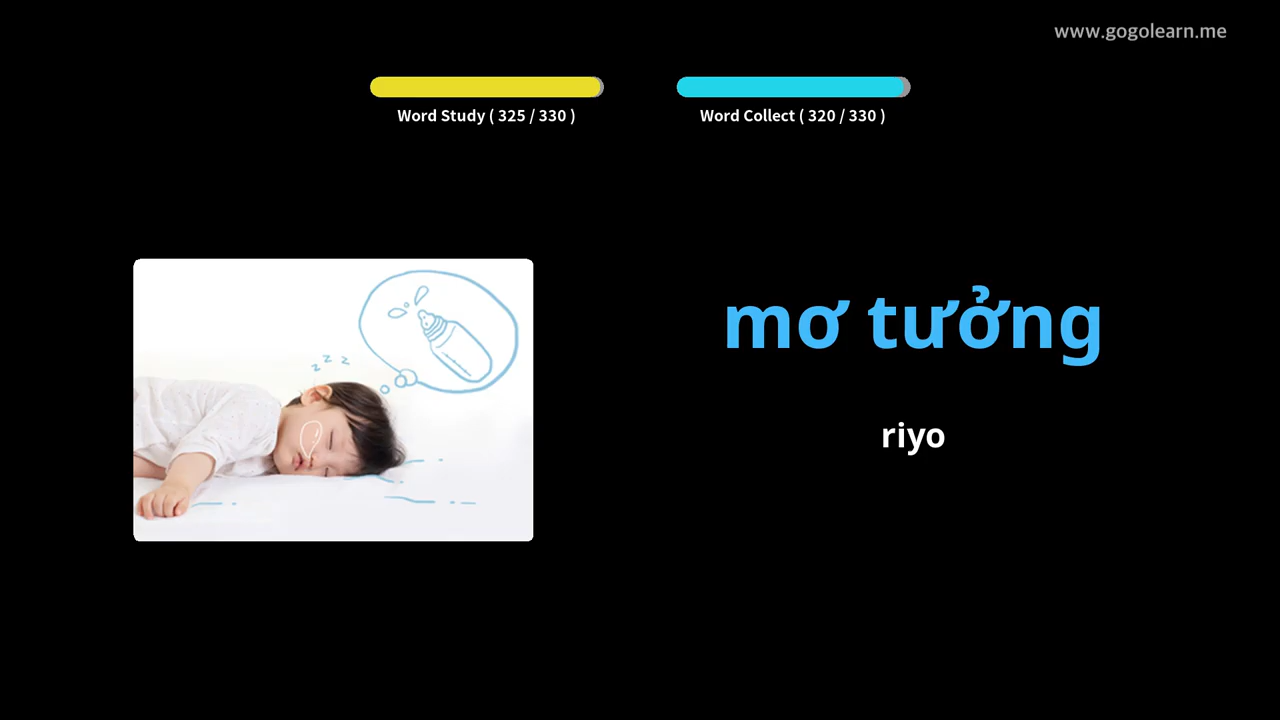 www.gogolearn.me
Word Study ( 325 / 330 )
Word Collect ( 320 / 330 )
z z z
mơ tưởng
riyo